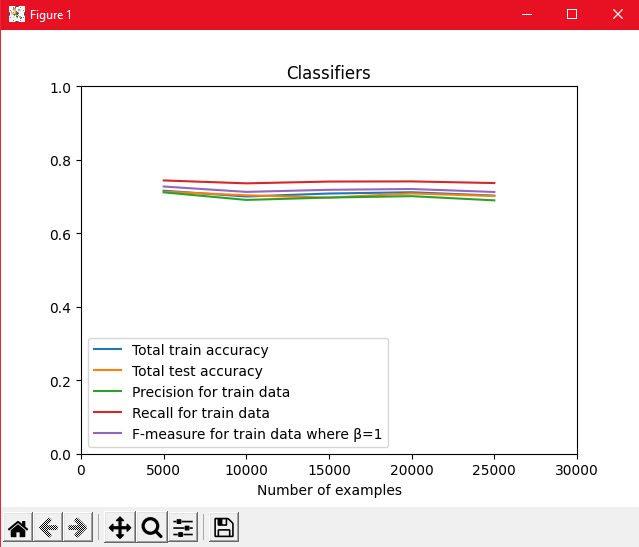 Figure 1
Classifiers
1.0
0.8
0.6
0.4
0.2
0.0
Total train accuracy
Total test accuracy
Precision for train data
Recall for train data
F-measure for train data where β=1
0 5000 10000 15000 20000 25000 30000
Number of examples